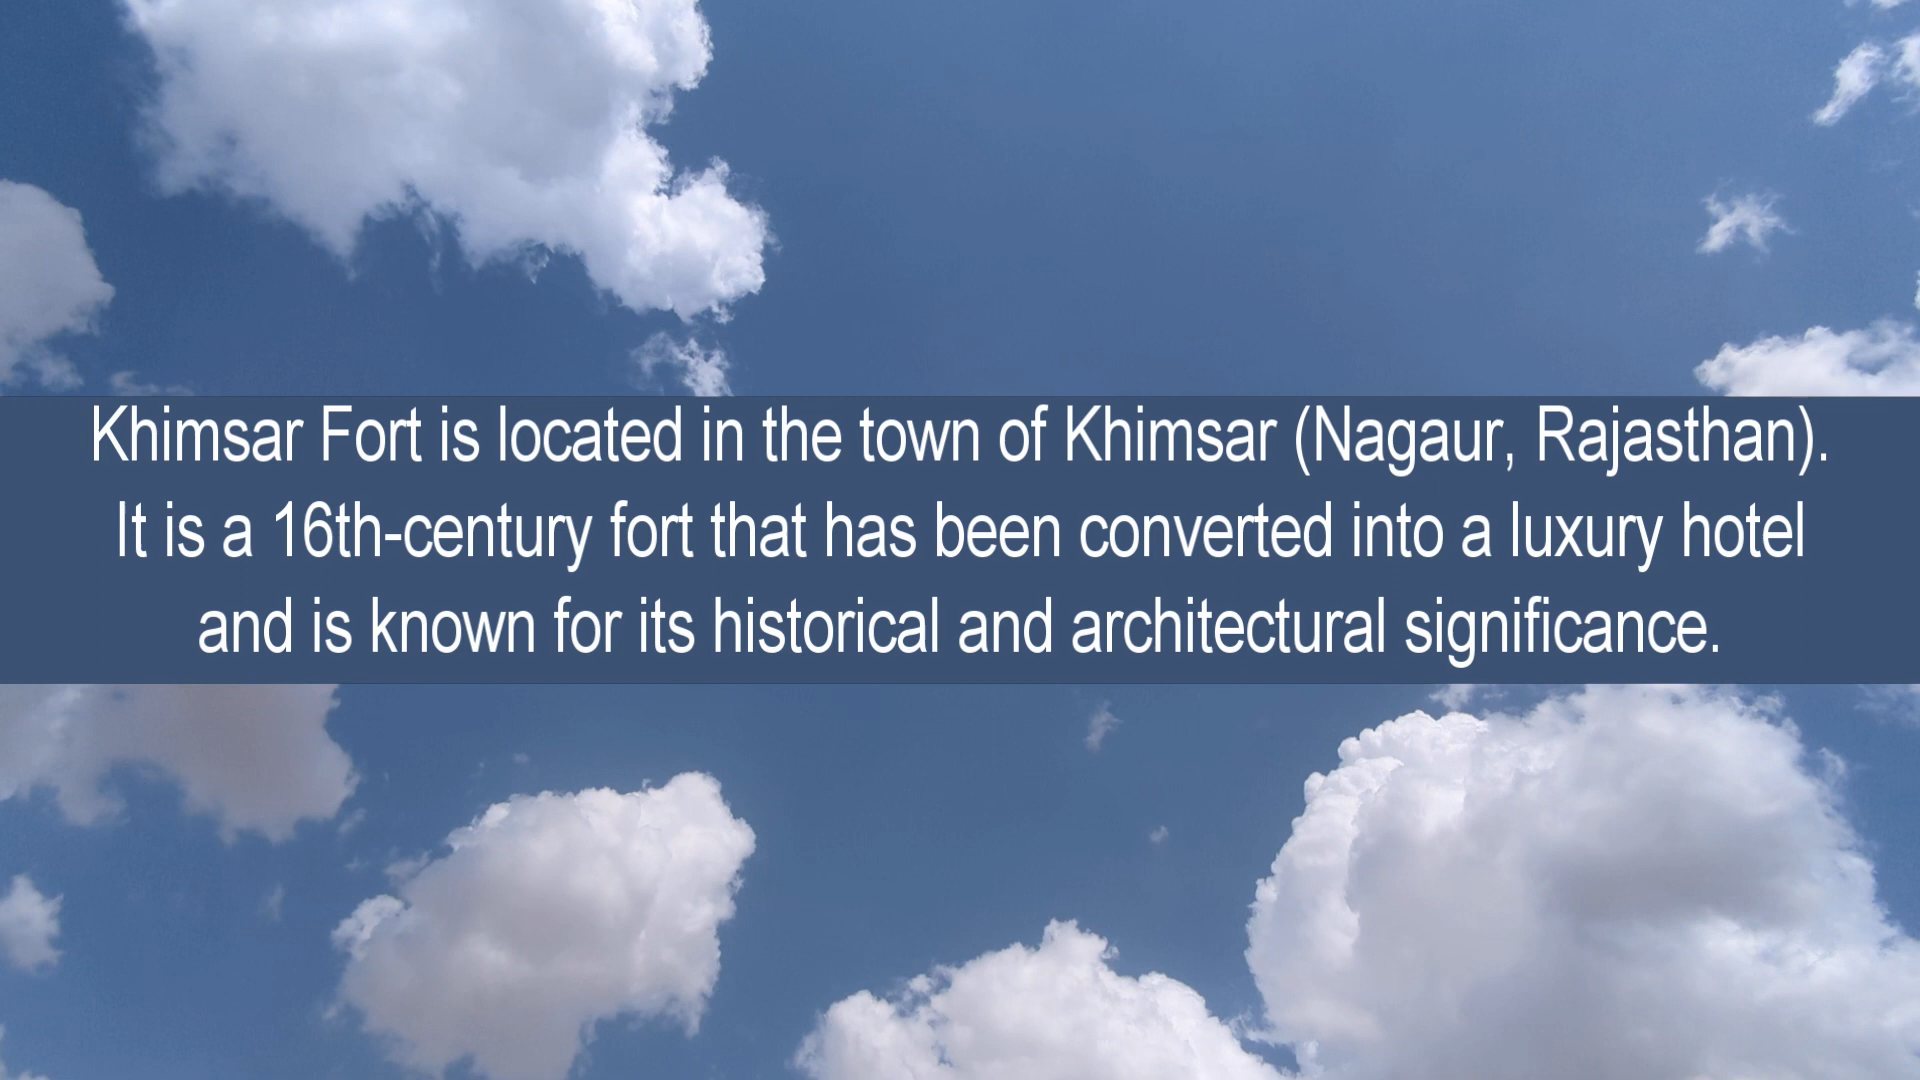 Khimsar Fort is located in the town of Khimsar (Nagaur, Rajasthan).
It is a 16th-century fort that has been converted into a luxury hotel
and is known for its historical and architectural significance.